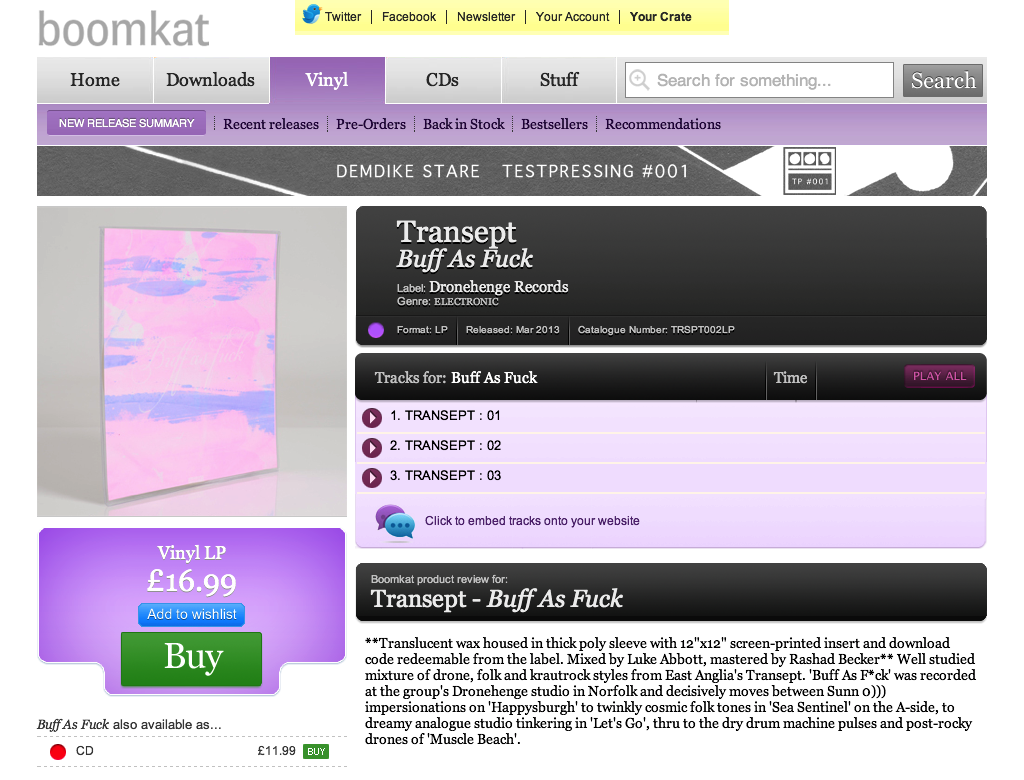 boomkat
Twitter | Facebook | Newsletter | Your Account | Your Crate
Home Downloads Vinyl CDs Stuff Search for something... Search
NEW RELEASE SUMMARY Recent releases Pre-Orders Back in Stock Bestsellers Recommendations
DEMDIKE STARE TESTPRESSING #001 TP #001
Buff as fuck
Transept
Buff As Fuck
Label: Dronehenge Records
Genre: ELECTRONIC
Format: LP Released: Mar 2013 Catalogue Number: TRSPT002LP
Tracks for: Buff As Fuck Time PLAY ALL
1. TRANSEPT : 01
2. TRANSEPT : 02
3. TRANSEPT : 03
Click to embed tracks onto your website
Vinyl LP
£16.99
Add to wishlist
Buy
Buff As Fuck also available as...
CD £11.99 BUY
Boomkat product review for:
Transept - Buff As Fuck
**Translucent wax housed in thick poly sleeve with 12"x12" screen-printed insert and download
code redeemable from the label. Mixed by Luke Abbott, mastered by Rashad Becker** Well studied
mixture of drone, folk and krautrock styles from East Anglia's Transept. 'Buff As F*ck' was recorded
at the group's Dronehenge studio in Norfolk and decisively moves between Sunn 0)))
impersonations on 'Happysburgh' to twinkly cosmic folk tones in 'Sea Sentinel' on the A-side, to
dreamy analogue studio tinkering in 'Let's Go', thru to the dry drum machine pulses and post-rocky
drones of 'Muscle Beach'.